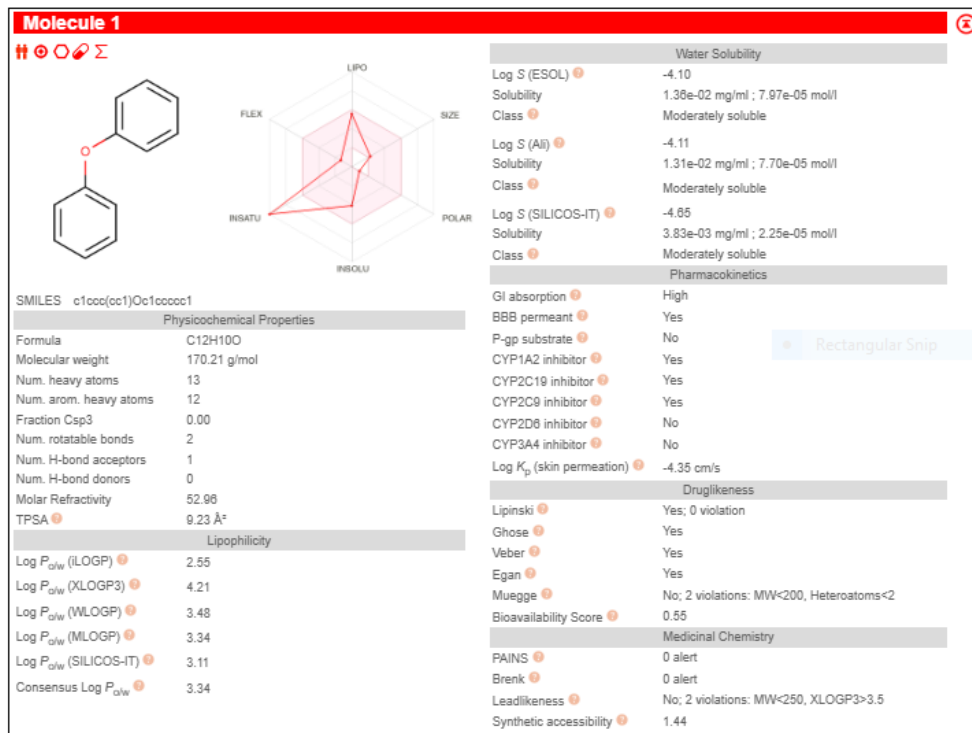 Molecule 1
LIPO
FLEX
SIZE
O
INSATU
POLAR
INSOLU
SMILES c1ccc(cc1)Oc1ccccc1
Physicochemical Properties
Formula C12H10O
Molecular weight 170.21 g/mol
Num. heavy atoms 13
Num. arom. heavy atoms 12
Fraction Csp3 0.00
Num. rotatable bonds 2
Num. H-bond acceptors 1
Num. H-bond donors 0
Molar Refractivity 52.96
TPSA 9.23 Å²
Lipophilicity
Log Po/w (iLOGP) 2.55
Log Po/w (XLOGP3) 4.21
Log Po/w (WLOGP) 3.48
Log Po/w (MLOGP) 3.34
Log Po/w (SILICOS-IT) 3.11
Consensus Log Po/w 3.34
Water Solubility
Log S (ESOL) -4.10
Solubility 1.36e-02 mg/ml ; 7.97e-05 mol/l
Class Moderately soluble
Log S (Ali) -4.11
Solubility 1.31e-02 mg/ml ; 7.70e-05 mol/l
Class Moderately soluble
Log S (SILICOS-IT) -4.65
Solubility 3.83e-03 mg/ml ; 2.25e-05 mol/l
Class Moderately soluble
Pharmacokinetics
GI absorption High
BBB permeant Yes
P-gp substrate No
CYP1A2 inhibitor Yes
CYP2C19 inhibitor Yes
CYP2C9 inhibitor Yes
CYP2D6 inhibitor No
CYP3A4 inhibitor No
Log Kp (skin permeation) -4.35 cm/s
Rectangular Snip
Druglikeness
Lipinski Yes; 0 violation
Ghose Yes
Veber Yes
Egan Yes
Muegge No; 2 violations: MW<200, Heteroatoms<2
Bioavailability Score 0.55
Medicinal Chemistry
PAINS 0 alert
Brenk 0 alert
Leadlikeness No; 2 violations: MW<250, XLOGP3>3.5
Synthetic accessibility 1.44